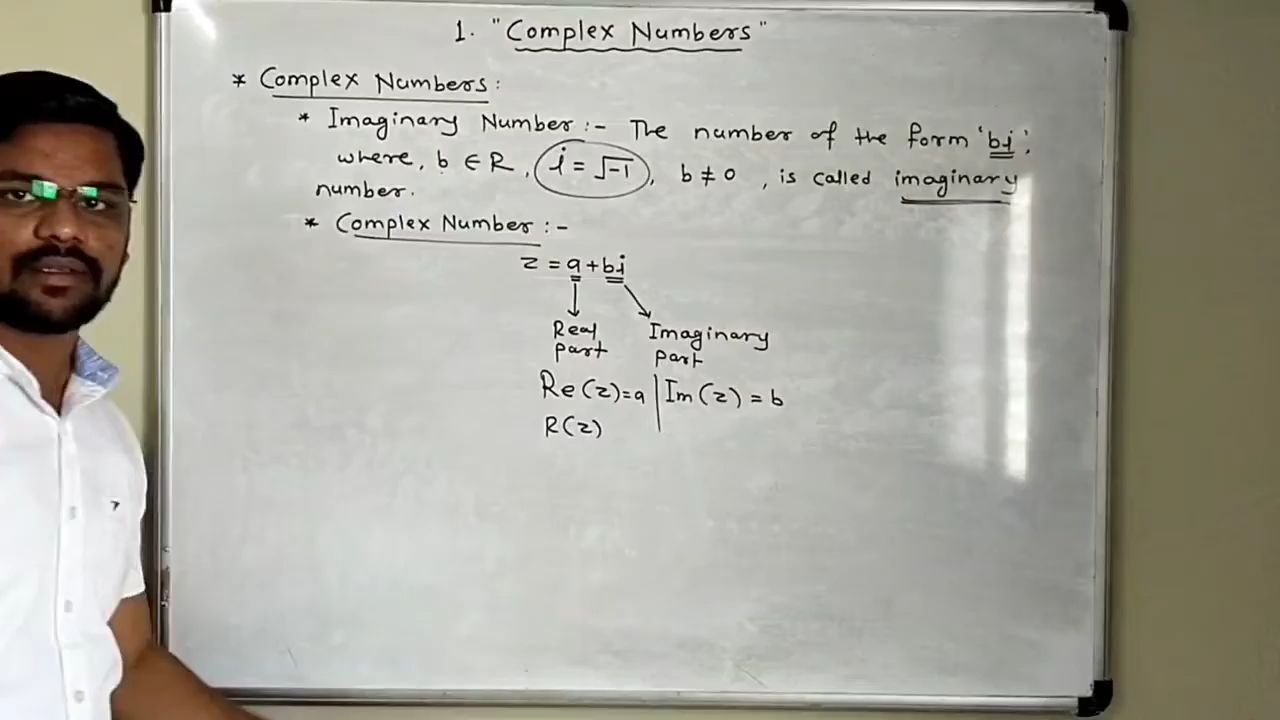 1. "Complex Numbers"
* Complex Numbers:
* Imaginary Number :- The number of the form 'bi',
where, b ∈ R, i = √-1, b ≠ 0, is called imaginary
number.
* Complex Number :-
z = a+bi
Real Imaginary
part part
Re(z)=a | Im(z) = b
R(z)